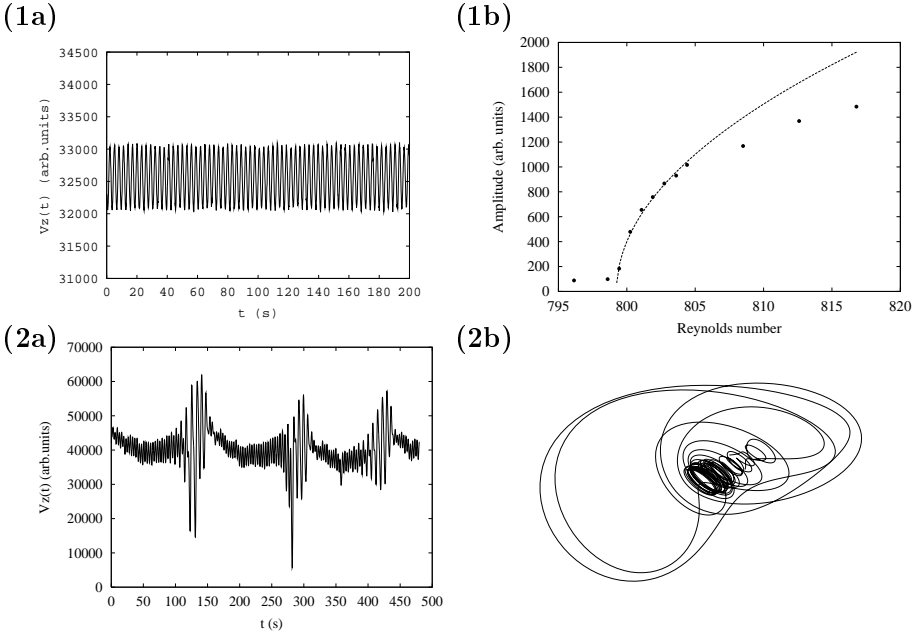 (1a)
34500
34000
33500
33000
32500
32000
31500
31000
Vz(t) (arb.units)
0 20 40 60 80 100 120 140 160 180 200
t (s)
(1b)
2000
1800
1600
1400
1200
1000
800
600
400
200
0
Amplitude (arb. units)
795 800 805 810 815 820
Reynolds number
(2a)
70000
60000
50000
40000
30000
20000
10000
0
Vz(t) (arb.units)
0 50 100 150 200 250 300 350 400 450 500
t (s)
(2b)